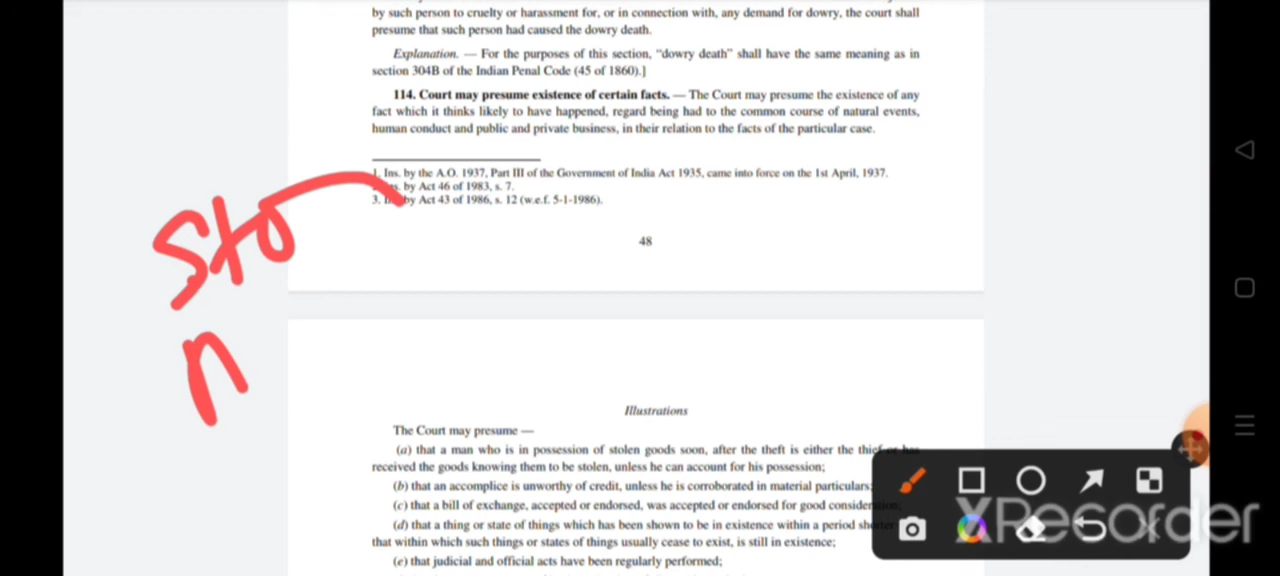 by such person to cruelty or harassment for, or in connection with, any demand for dowry, the court shall
presume that such person had caused the dowry death.
Explanation. — For the purposes of this section, “dowry death” shall have the same meaning as in
section 304B of the Indian Penal Code (45 of 1860).]
114. Court may presume existence of certain facts. — The Court may presume the existence of any
fact which it thinks likely to have happened, regard being had to the common course of natural events,
human conduct and public and private business, in their relation to the facts of the particular case.
1. Ins. by the A.O. 1937, Part III of the Government of India Act 1935, came into force on the 1st April, 1937.
by Act 46 of 1983, s. 7.
3. by Act 43 of 1986, s. 12 (w.e.f. 5-1-1986).
Sto
n
48
Illustrations
The Court may presume —
(a) that a man who is in possession of stolen goods soon, after the theft is either the thief or has
received the goods knowing them to be stolen, unless he can account for his possession;
(b) that an accomplice is unworthy of credit, unless he is corroborated in material particulars;
(c) that a bill of exchange, accepted or endorsed, was accepted or endorsed for good consideration;
(d) that a thing or state of things which has been shown to be in existence within a period
that within which such things or states of things usually cease to exist, is still in existence;
(e) that judicial and official acts have been regularly performed;
XRecorder